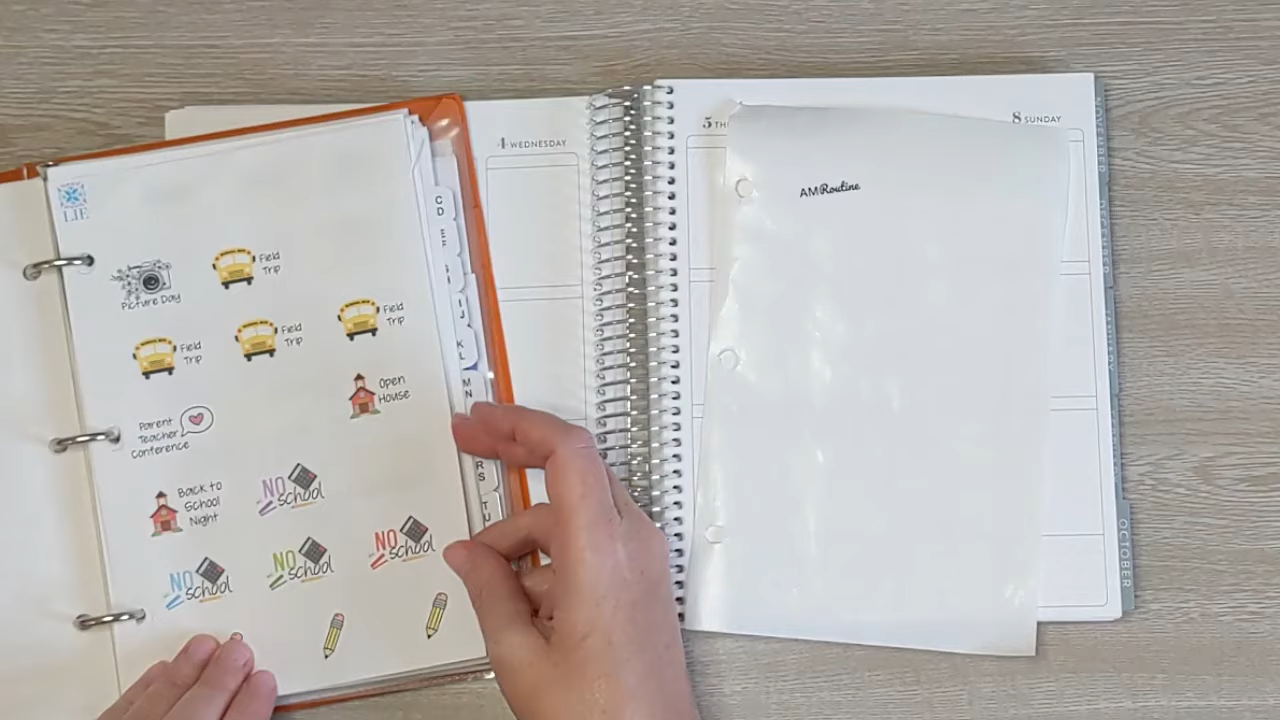 LIE
Picture Day
Field
Trip
Field
Trip
Field
Trip
Field
Trip
Open
House
Parent
Teacher
Conference
Back to
School
Night
NO
school
NO
school
NO
school
NO
school
C
D
E
F
I
J
K
L
M
N
R
S
T
U
4 WEDNESDAY
5 TH
8 SUNDAY
AM Routine
NOVEMBER
DECEMBER
OCTOBER